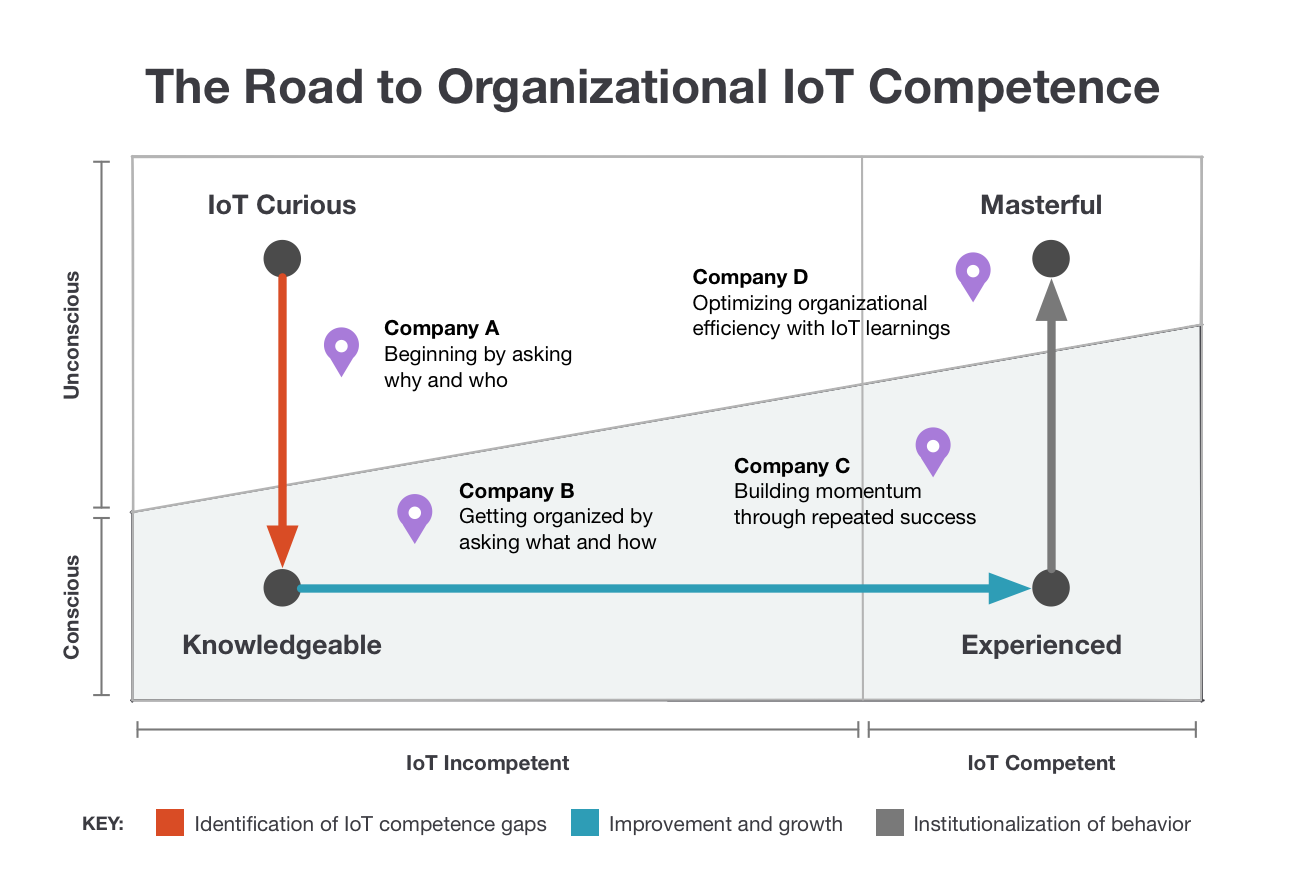 The Road to Organizational IoT Competence
IoT Curious
Masterful
Unconscious
Company D
Optimizing organizational
efficiency with IoT learnings
Company A
Beginning by asking
why and who
Company C
Building momentum
through repeated success
Company B
Getting organized by
asking what and how
Conscious
Knowledgeable
Experienced
IoT Incompetent
IoT Competent
KEY:
Identification of IoT competence gaps
Improvement and growth
Institutionalization of behavior